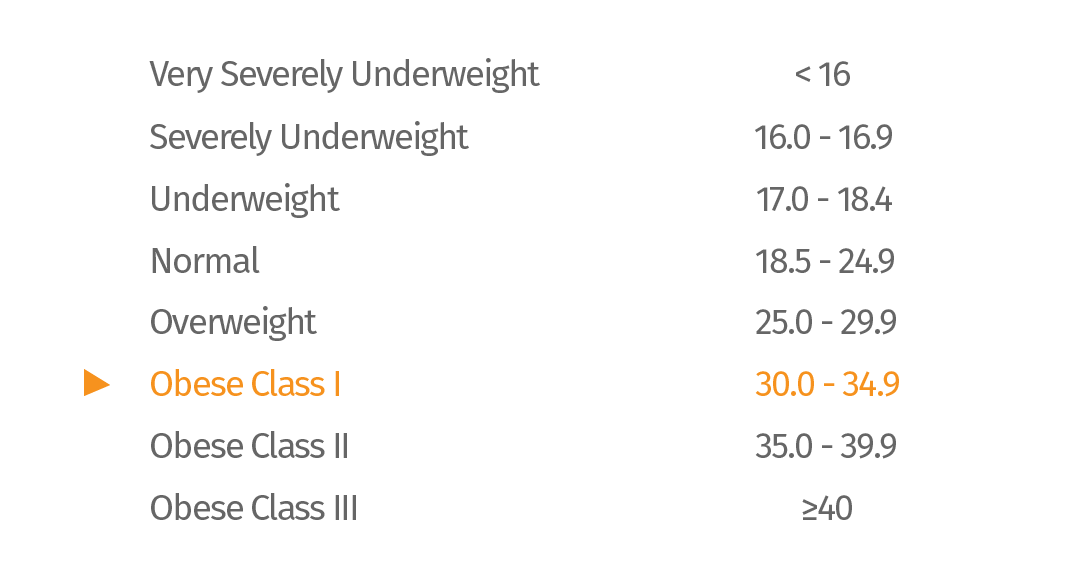 Very Severely Underweight < 16
Severely Underweight 16.0 - 16.9
Underweight 17.0 - 18.4
Normal 18.5 - 24.9
Overweight 25.0 - 29.9
Obese Class I 30.0 - 34.9
Obese Class II 35.0 - 39.9
Obese Class III ≥40